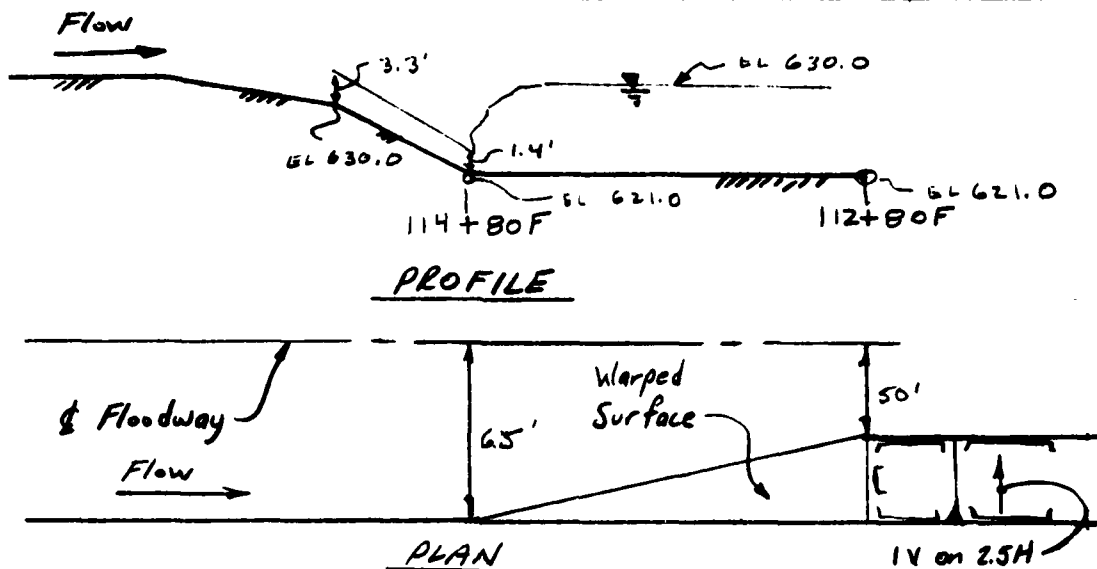 Flow
3.3'
EL 630.0
EL 630.0
1.4'
EL 621.0
EL 621.0
114+80F
112+80F
PROFILE
Warped
Surface
50'
65'
℄ Floodway
Flow
PLAN
1V on 2.5H